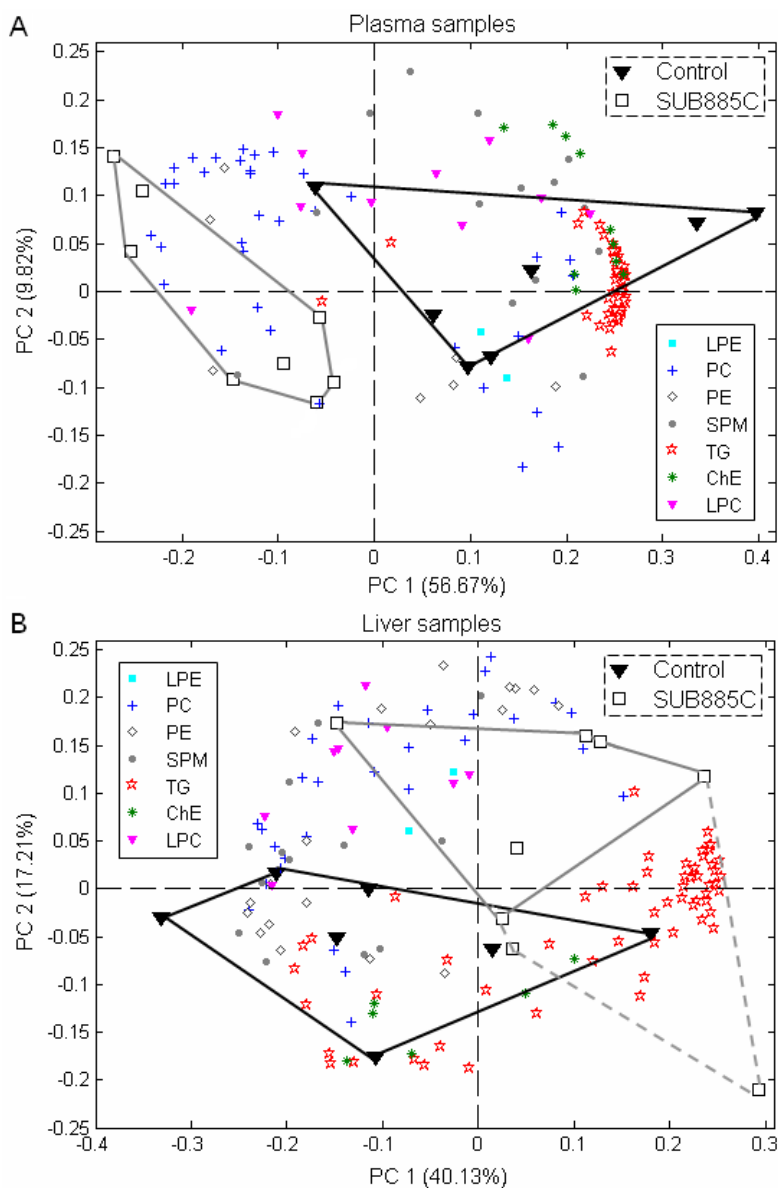 A
Plasma samples
0.25
0.2
0.15
0.1
0.05
0
-0.05
-0.1
-0.15
-0.2
-0.25
PC 2 (9.82%)
Control
SUB885C
LPE
PC
PE
SPM
TG
ChE
LPC
-0.2
-0.1
0
0.1
0.2
0.3
0.4
PC 1 (56.67%)
B
Liver samples
0.25
0.2
0.15
0.1
0.05
0
-0.05
-0.1
-0.15
-0.2
0.25
PC 2 (17.21%)
LPE
PC
PE
SPM
TG
ChE
LPC
Control
SUB885C
-0.4
-0.3
-0.2
-0.1
0
0.1
0.2
0.3
PC 1 (40.13%)